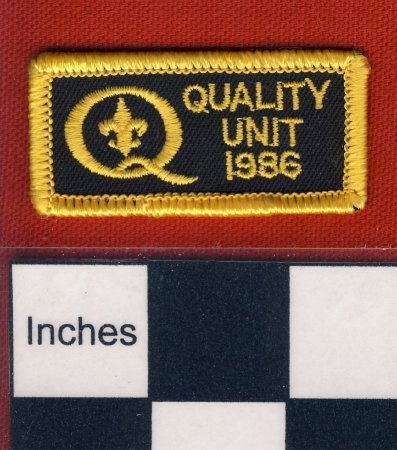 Q QUALITY
UNIT
1986
Inches